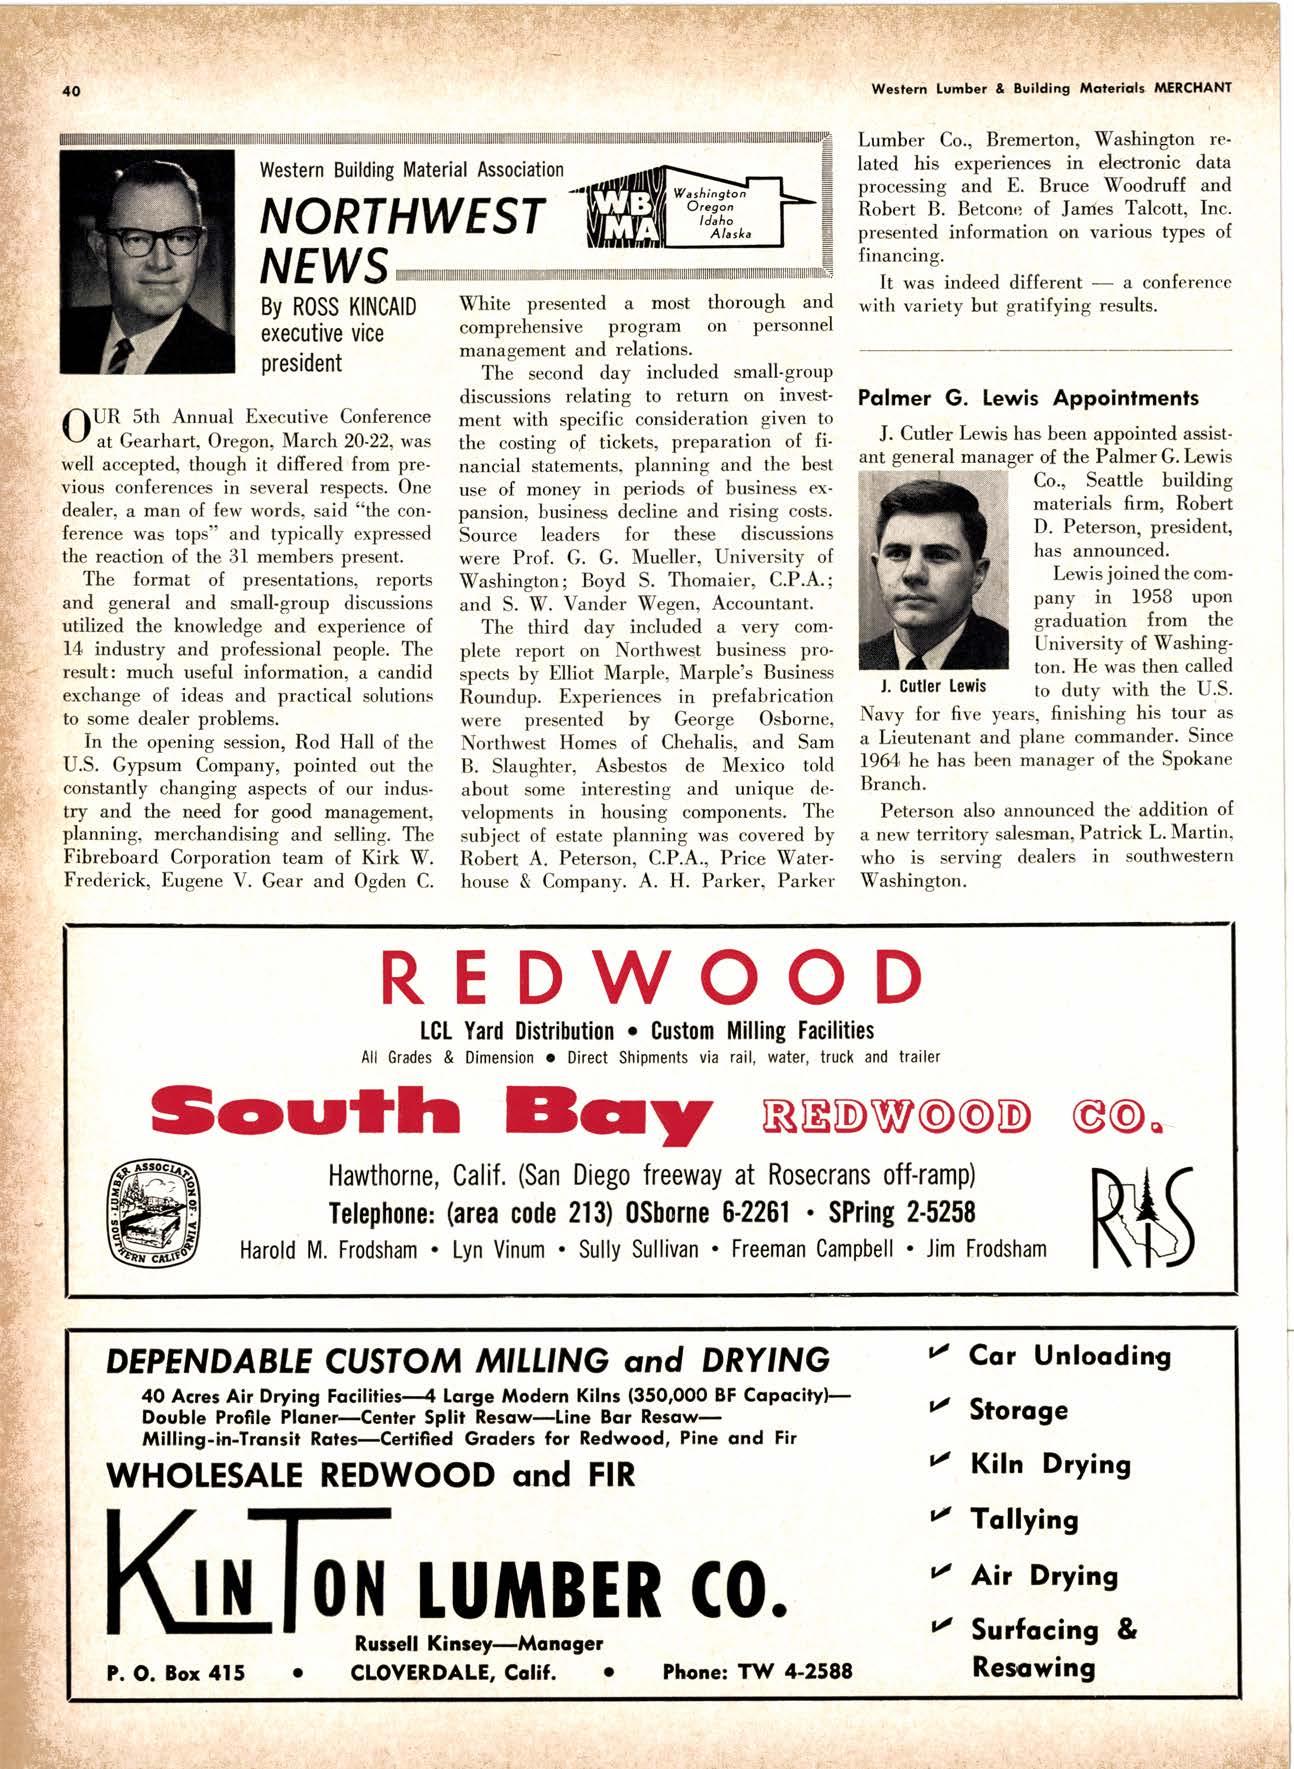 40
Western Lumber & Building Materials MERCHANT
Western Building Material Association
NORTHWEST
NEWS
WB
MA
Washington
Oregon
Idaho
Alaska
By ROSS KINCAID
executive vice
president
OUR 5th Annual Executive Conference
at Gearhart, Oregon, March 20-22, was
well accepted, though it differed from pre-
vious conferences in several respects. One
dealer, a man of few words, said "the con-
ference was tops" and typically expressed
the reaction of the 31 members present.
The format of presentations, reports
and general and small-group discussions
utilized the knowledge and experience of
14 industry and professional people. The
result: much useful information, a candid
exchange of ideas and practical solutions
to some dealer problems.
In the opening session, Rod Hall of the
U.S. Gypsum Company, pointed out the
constantly changing aspects of our indus-
try and the need for good management,
planning, merchandising and selling. The
Fibreboard Corporation team of Kirk W.
Frederick, Eugene V. Gear and Ogden C.
White presented a most thorough and
comprehensive program on personnel
management and relations.
The second day included small-group
discussions relating to return on invest-
ment with specific consideration given to
the costing of tickets, preparation of fi-
nancial statements, planning and the best
use of money in periods of business ex-
pansion, business decline and rising costs.
Source leaders for these discussions
were Prof. G. G. Mueller, University of
Washington; Boyd S. Thomaier, C.P.A.;
and S. W. Vander Wegen, Accountant.
The third day included a very com-
plete report on Northwest business pro-
spects by Elliot Marple, Marple's Business
Roundup. Experiences in prefabrication
were presented by George Osborne,
Northwest Homes of Chehalis, and Sam
B. Slaughter, Asbestos de Mexico told
about some interesting and unique de-
velopments in housing components. The
subject of estate planning was covered by
Robert A. Peterson, C.P.A., Price Water-
house & Company. A. H. Parker, Parker
Lumber Co., Bremerton, Washington re-
lated his experiences in electronic data
processing and E. Bruce Woodruff and
Robert B. Betcone of James Talcott, Inc.
presented information on various types of
financing.
It was indeed different — a conference
with variety but gratifying results.
Palmer G. Lewis Appointments
J. Cutler Lewis has been appointed assist-
ant general manager of the Palmer G. Lewis
Co., Seattle building
materials firm, Robert
D. Peterson, president,
has announced.
Lewis joined the com-
pany in 1958 upon
graduation from the
University of Washing-
ton. He was then called
J. Cutler Lewis
to duty with the U.S.
Navy for five years, finishing his tour as
a Lieutenant and plane commander. Since
1964 he has been manager of the Spokane
Branch.
Peterson also announced the addition of
a new territory salesman, Patrick L. Martin,
who is serving dealers in southwestern
Washington.
REDWOOD
LCL Yard Distribution • Custom Milling Facilities
All Grades & Dimension • Direct Shipments via rail, water, truck and trailer
South Bay REDWOOD CO.
LUMBER ASSOCIATION OF SOUTHERN CALIFORNIA
Hawthorne, Calif. (San Diego freeway at Rosecrans off-ramp)
Telephone: (area code 213) OSborne 6-2261 • SPring 2-5258
Harold M. Frodsham • Lyn Vinum • Sully Sullivan • Freeman Campbell • Jim Frodsham
RIS
DEPENDABLE CUSTOM MILLING and DRYING
40 Acres Air Drying Facilities—4 Large Modern Kilns (350,000 BF Capacity)—
Double Profile Planer—Center Split Resaw—Line Bar Resaw—
Milling-in-Transit Rates—Certified Graders for Redwood, Pine and Fir
WHOLESALE REDWOOD and FIR
KINTON LUMBER CO.
Russell Kinsey—Manager
P. O. Box 415 • CLOVERDALE, Calif. • Phone: TW 4-2588
✓ Car Unloading
✓ Storage
✓ Kiln Drying
✓ Tallying
✓ Air Drying
✓ Surfacing &
Resawing